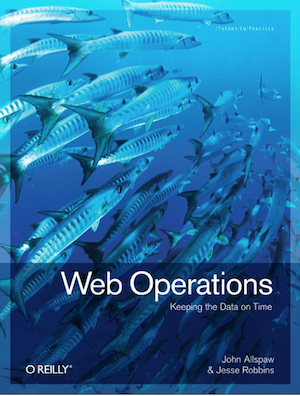 Theory/In/Practice
Web Operations
Keeping the Data on Time
John Allspaw
O'REILLY®
& Jesse Robbins